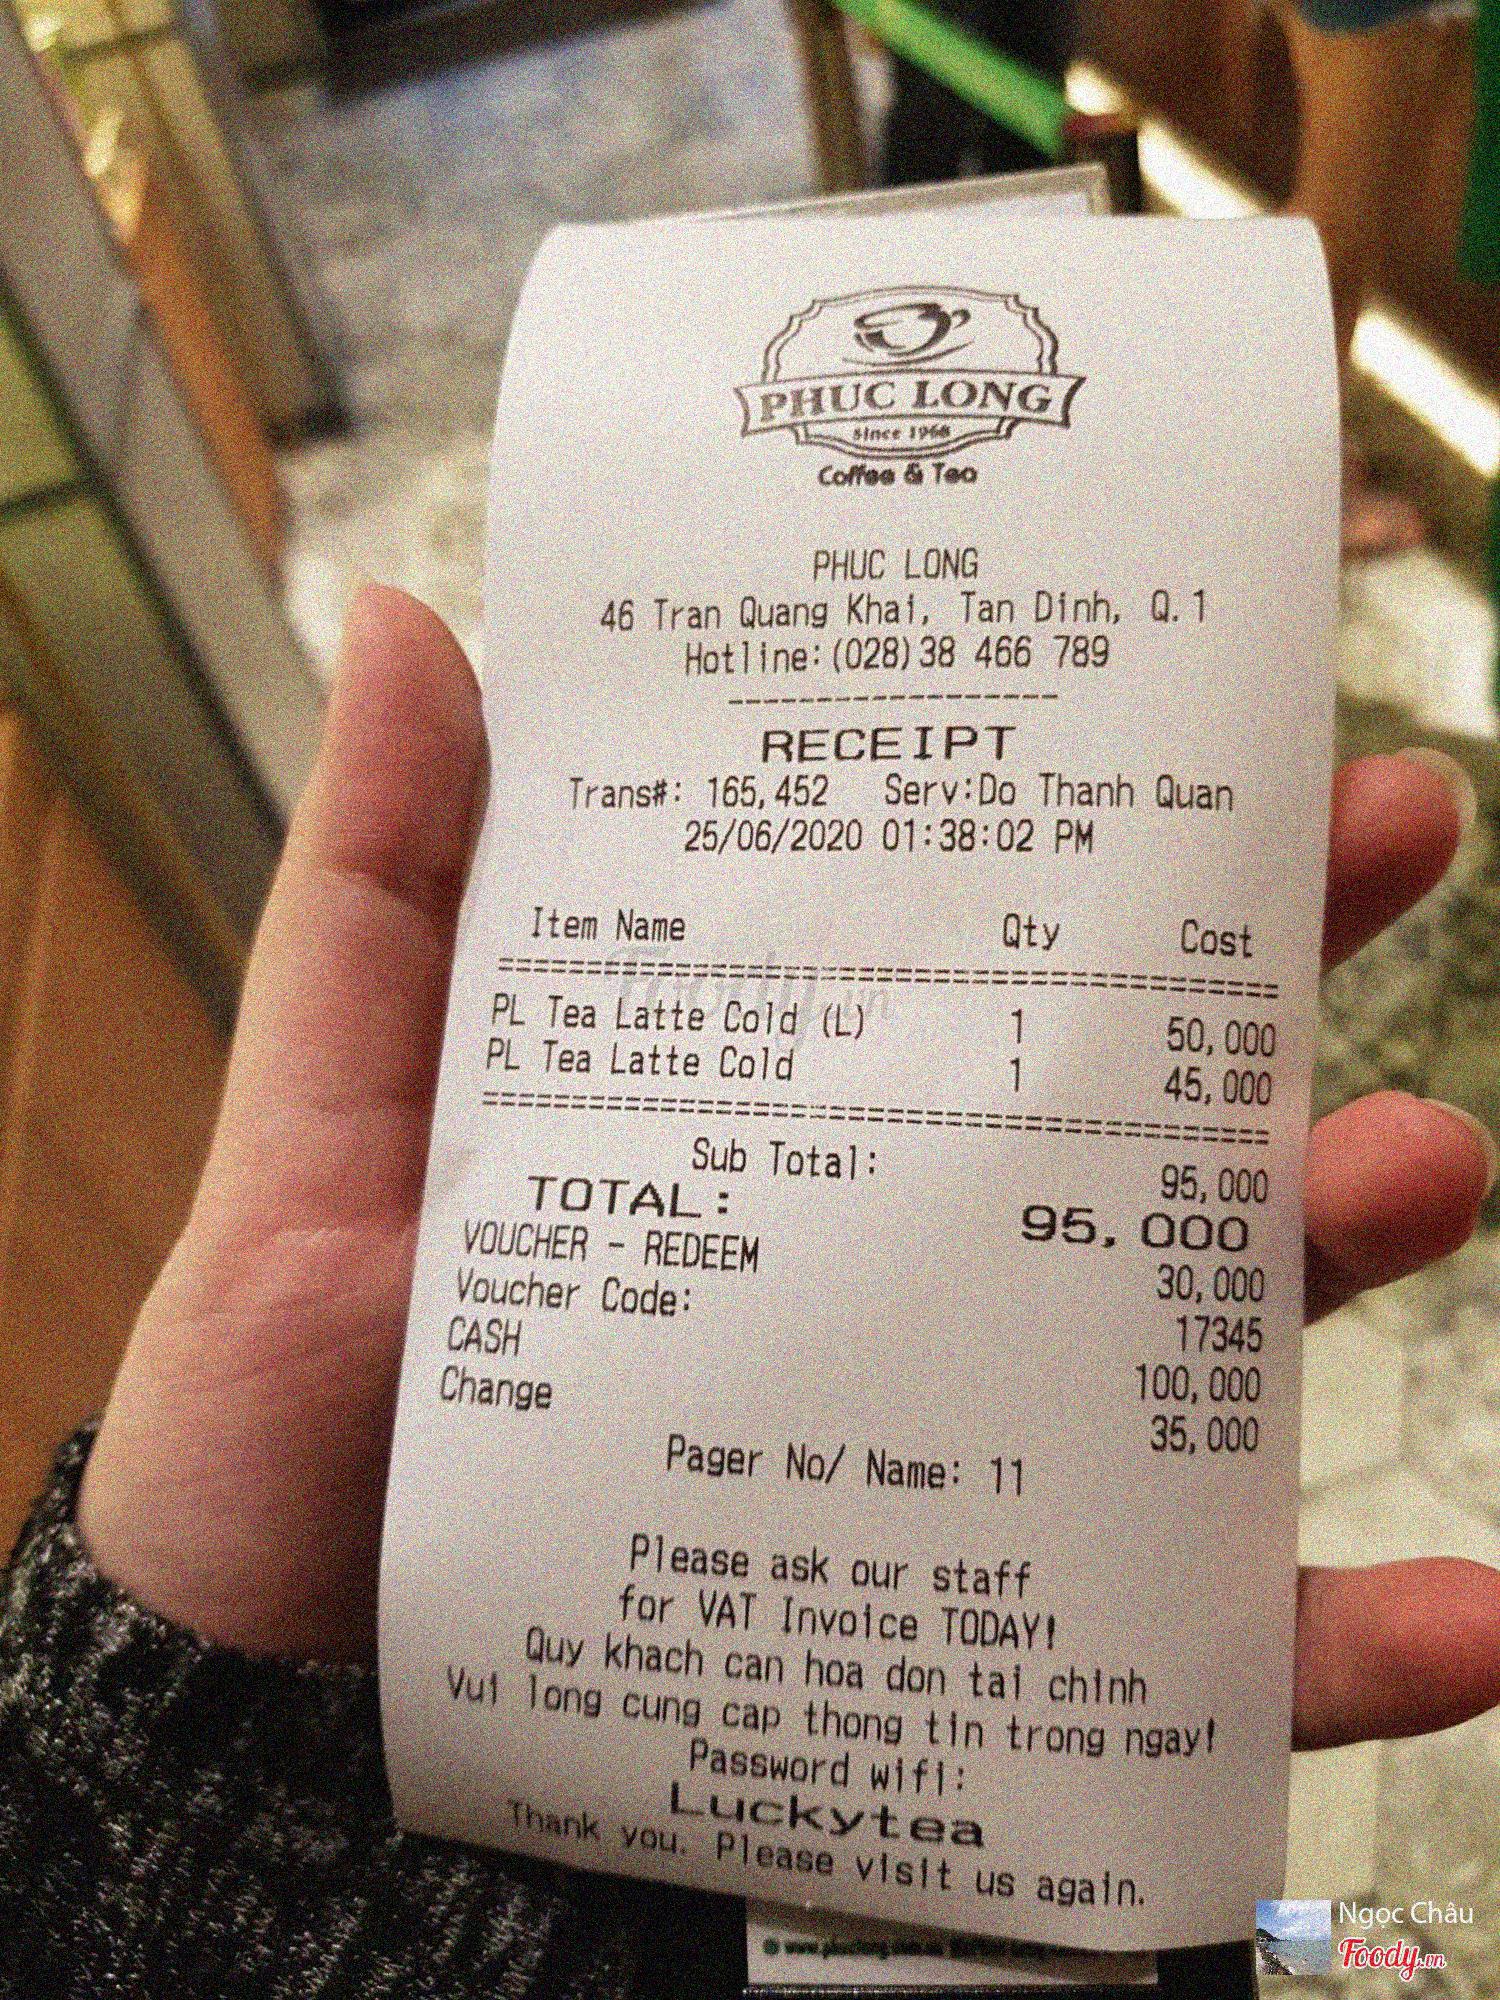 PHUC LONG
Since 1968
Coffee & Tea
PHUC LONG
46 Tran Quang Khai, Tan Dinh, Q.1
Hotline:(028)38 466 789
------------------
RECEIPT
Trans#: 165,452 Serv:Do Thanh Quan
25/06/2020 01:38:02 PM
Item Name Qty Cost
PL Tea Latte Cold (L) 1 50,000
PL Tea Latte Cold 1 45,000
Sub Total: 95,000
TOTAL: 95,000
VOUCHER - REDEEM 30,000
Voucher Code: 17345
CASH 100,000
Change 35,000
Pager No/ Name: 11
Please ask our staff
for VAT Invoice TODAY!
Quy khach can hoa don tai chinh
Vui long cung cap thong tin trong ngay!
Password wifi:
Luckytea
Thank you. Please visit us again.
Foody.vn
Ngọc Châu
Foody.vn